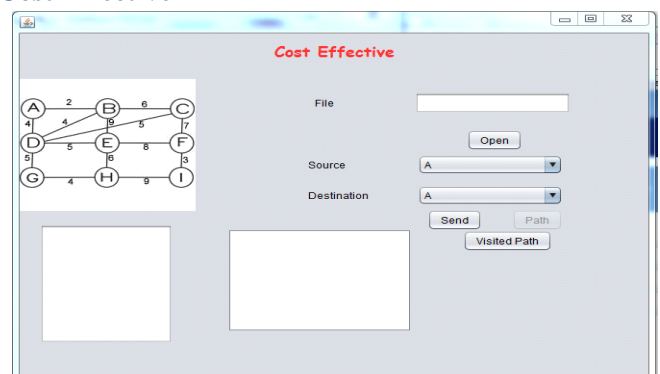 Cost Effective
A 2 B 6 C
4 4 9 5 7
D 5 E 8 F
5 6 3
G 4 H 9 I
File
Open
Source A
Destination A
Send Path
Visited Path